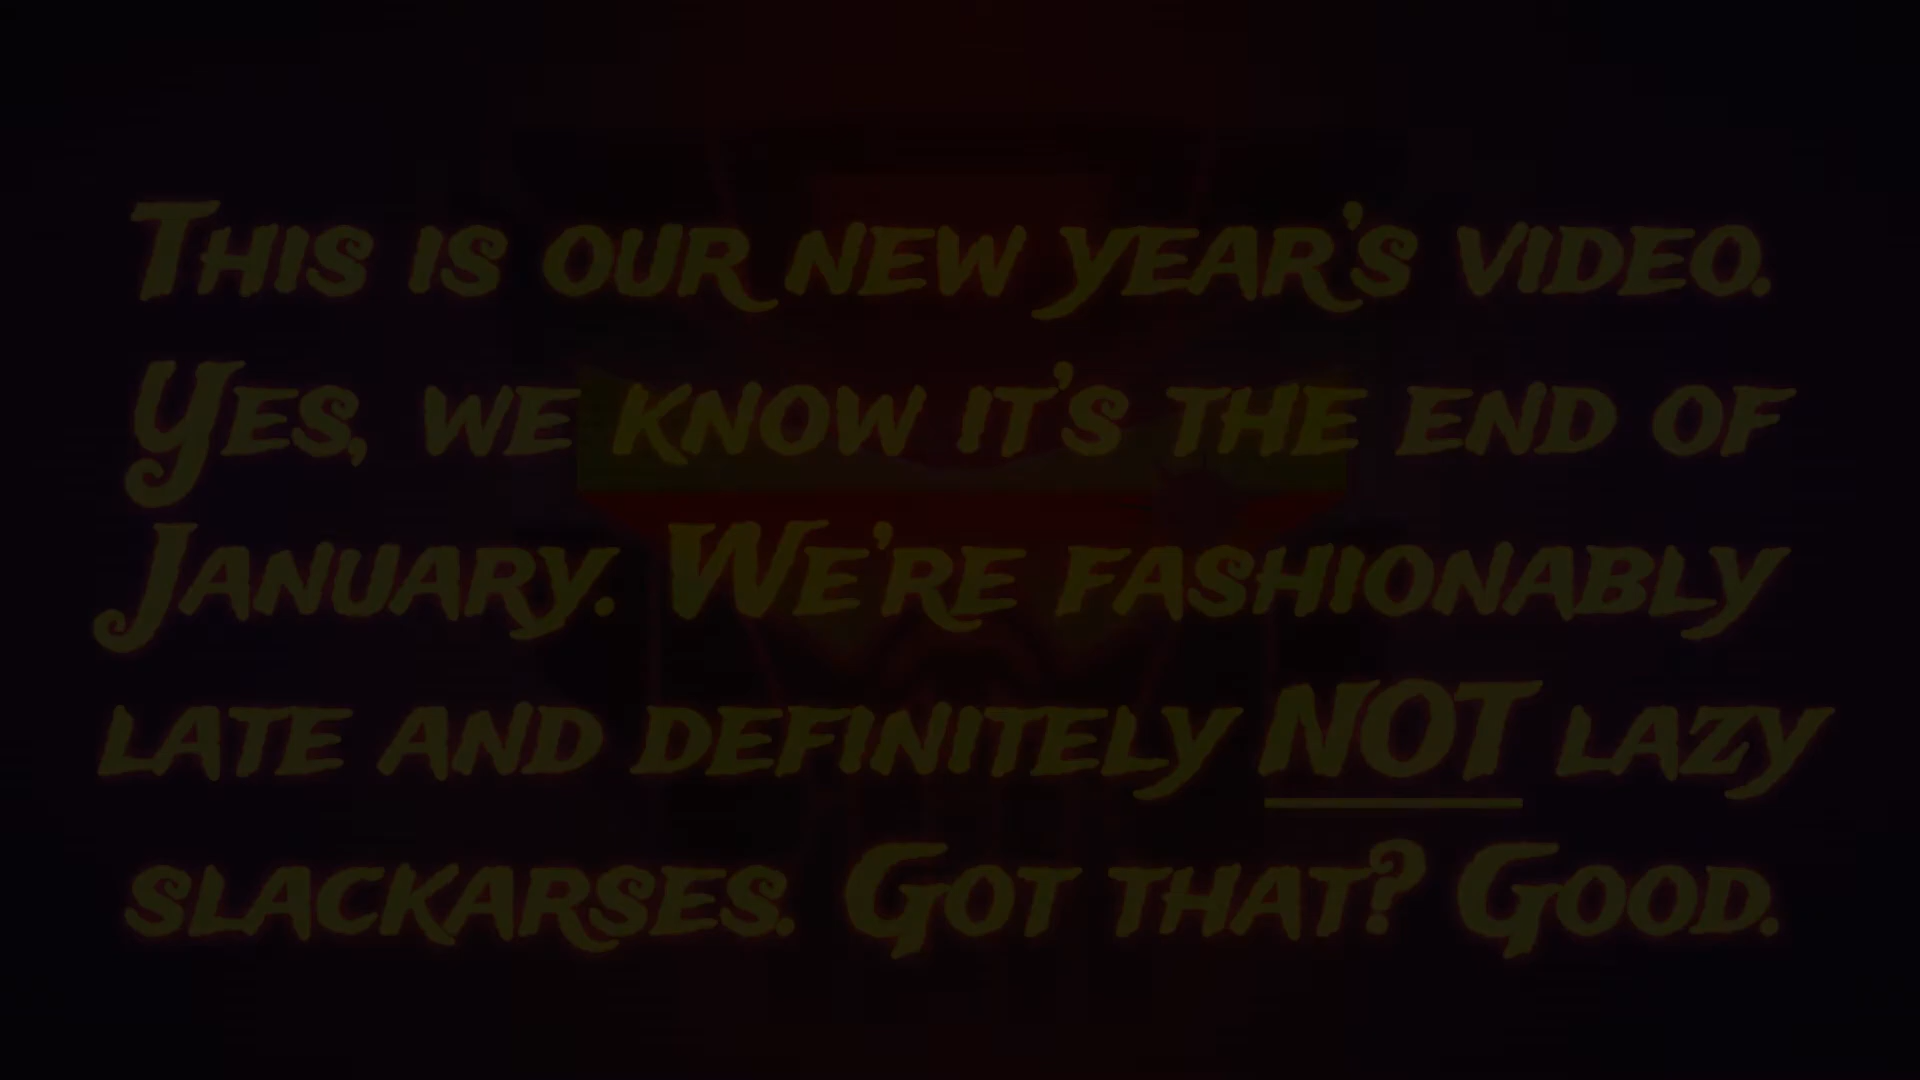 This is our new year's video.
Yes, we know it's the end of
January. We're fashionably
late and definitely NOT lazy
slackarses. Got that? Good.